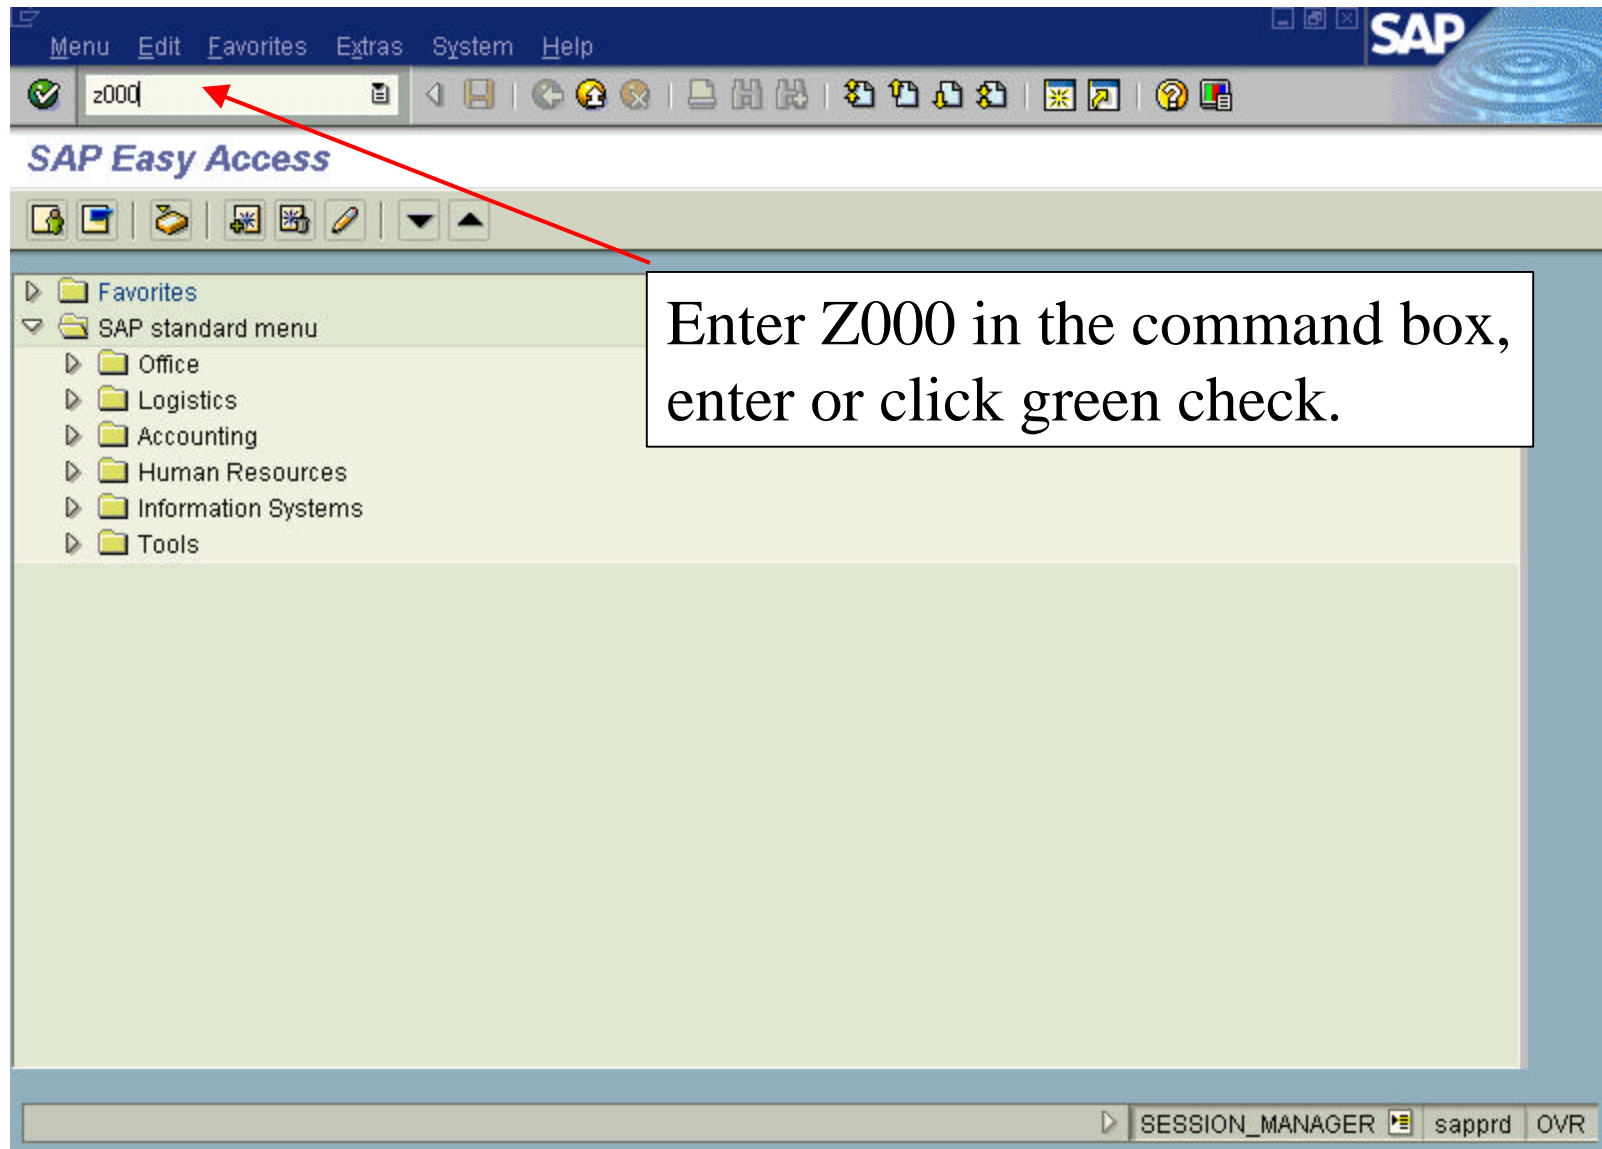 Menu Edit Favorites Extras System Help
SAP
z000
SAP Easy Access
Favorites
SAP standard menu
Office
Logistics
Accounting
Human Resources
Information Systems
Tools
Enter Z000 in the command box,
enter or click green check.
SESSION_MANAGER sapprd OVR